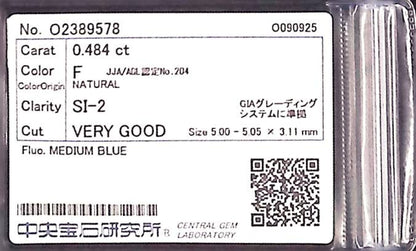 No. O2389578 O090925
Carat 0.484 ct
Color F JJA/AGL認定No.204
ColorOrigin NATURAL
Clarity SI-2 GIAグレーディング
システムに準拠
Cut VERY GOOD Size 5.00 - 5.05 × 3.11 mm
Fluo. MEDIUM BLUE
中央宝石研究所® CENTRAL GEM
LABORATORY